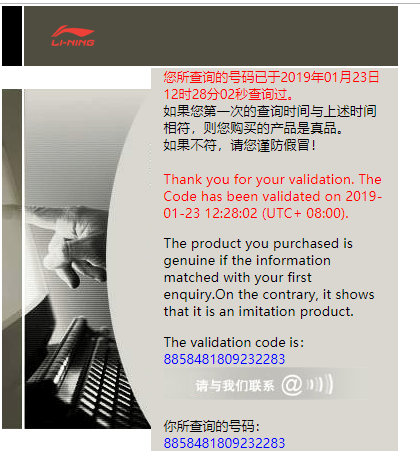 LI-NING
您所查询的号码已于2019年01月23日
12时28分02秒查询过。
如果您第一次的查询时间与上述时间
相符，则您购买的产品是真品。
如果不符，请您谨防假冒！
Thank you for your validation. The
Code has been validated on 2019-
01-23 12:28:02 (UTC+ 08:00).
The product you purchased is
genuine if the information
matched with your first
enquiry.On the contrary, it shows
that it is an imitation product.
The validation code is:
8858481809232283
请与我们联系 @
你所查询的号码:
8858481809232283